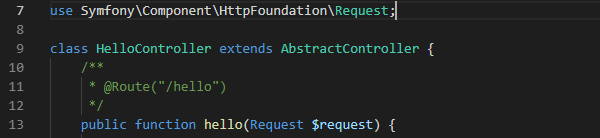 7 use Symfony\Component\HttpFoundation\Request;
8
9 class HelloController extends AbstractController {
10 /**
11 * @Route("/hello")
12 */
13 public function hello(Request $request) {